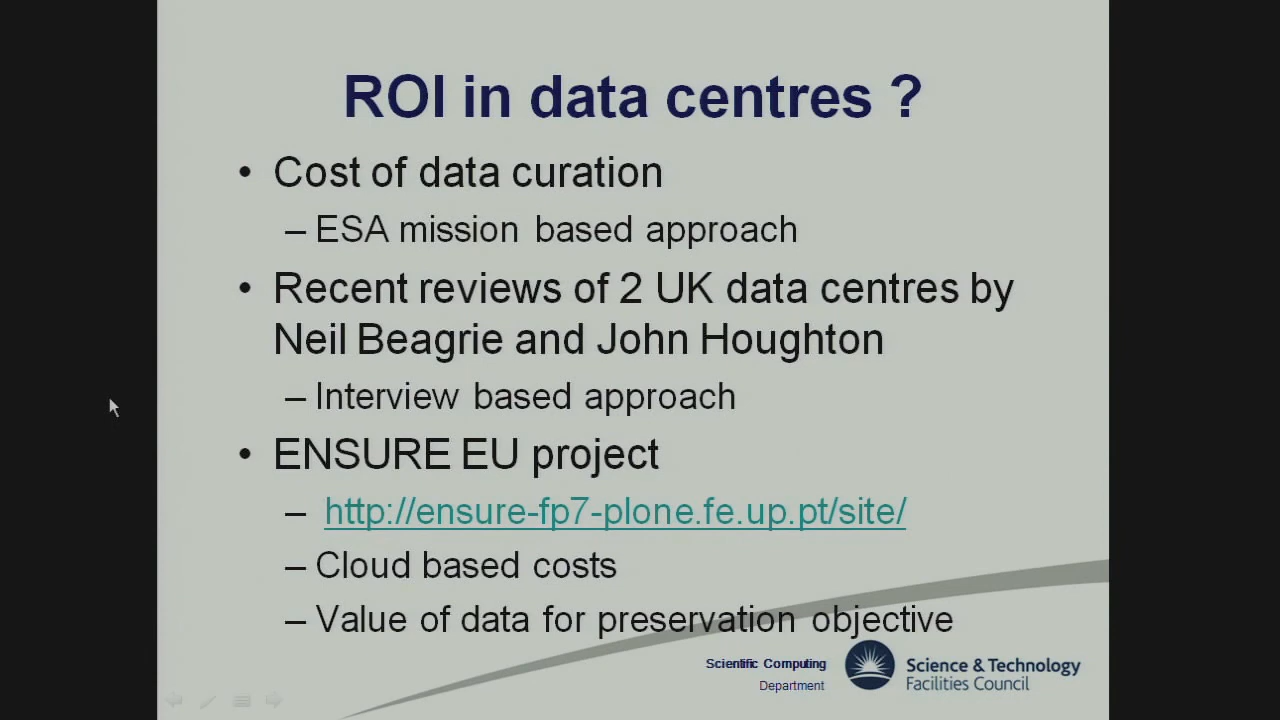 ROI in data centres ?
• Cost of data curation
– ESA mission based approach
• Recent reviews of 2 UK data centres by
Neil Beagrie and John Houghton
– Interview based approach
• ENSURE EU project
– http://ensure-fp7-plone.fe.up.pt/site/
– Cloud based costs
– Value of data for preservation objective
Scientific Computing
Department
Science & Technology
Facilities Council